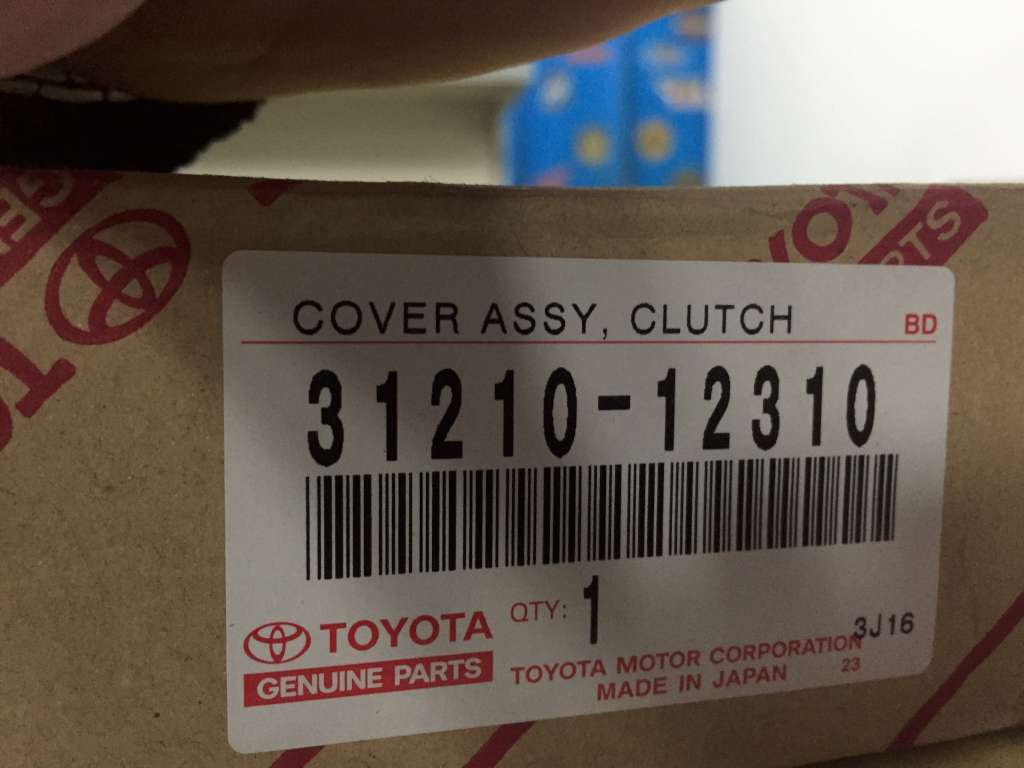 COVER ASSY, CLUTCH BD
31210-12310
QTY: 1
3J16
TOYOTA
GENUINE PARTS
TOYOTA MOTOR CORPORATION
MADE IN JAPAN 23
PARTS